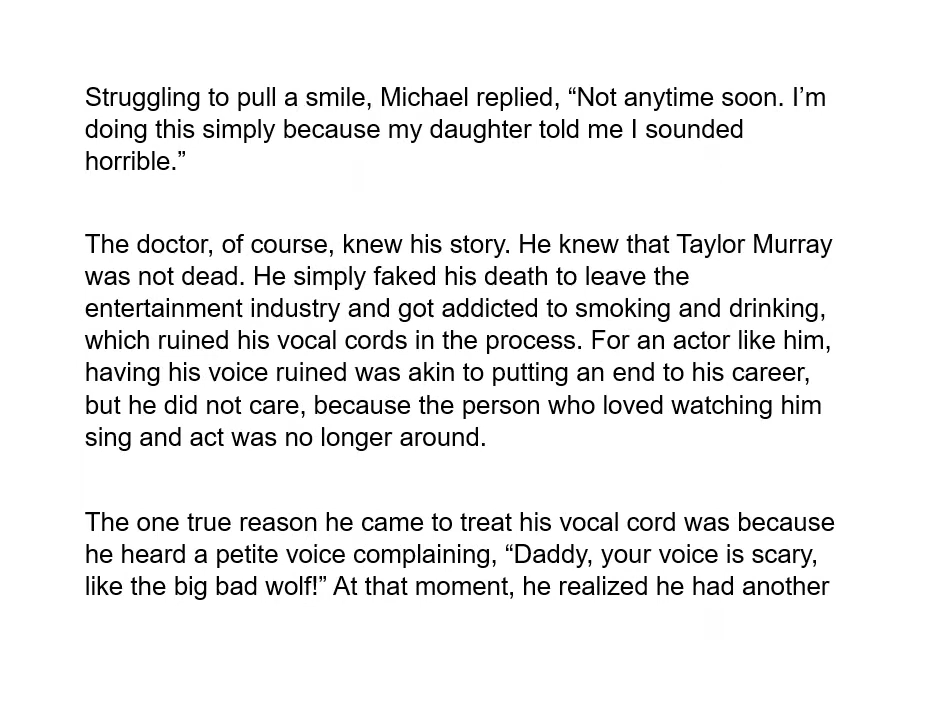 Struggling to pull a smile, Michael replied, “Not anytime soon. I’m
doing this simply because my daughter told me I sounded
horrible.”
The doctor, of course, knew his story. He knew that Taylor Murray
was not dead. He simply faked his death to leave the
entertainment industry and got addicted to smoking and drinking,
which ruined his vocal cords in the process. For an actor like him,
having his voice ruined was akin to putting an end to his career,
but he did not care, because the person who loved watching him
sing and act was no longer around.
The one true reason he came to treat his vocal cord was because
he heard a petite voice complaining, “Daddy, your voice is scary,
like the big bad wolf!” At that moment, he realized he had another